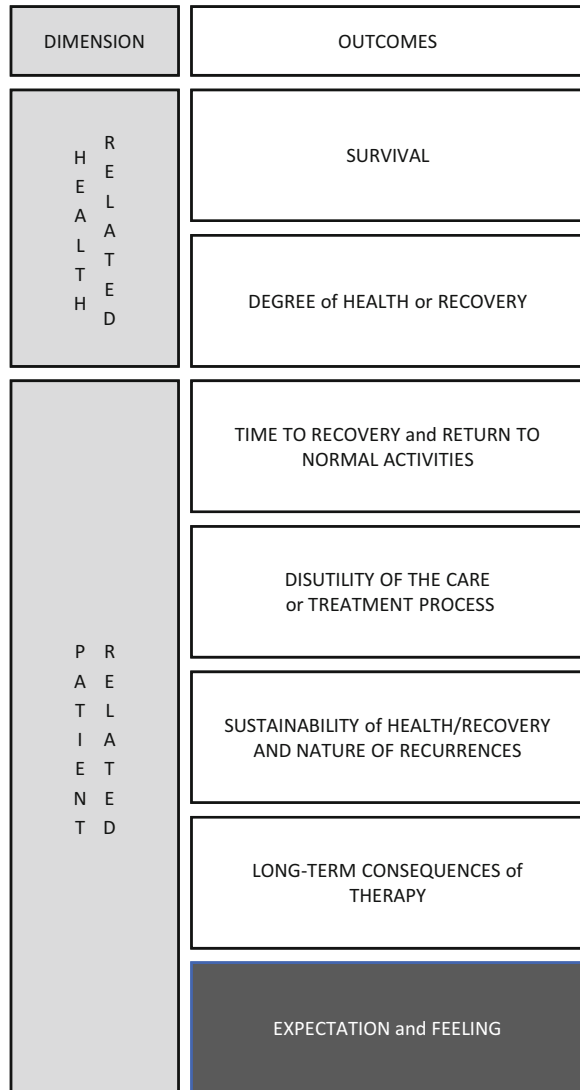 DIMENSION
OUTCOMES
HEALTH
RELATED
SURVIVAL
DEGREE of HEALTH or RECOVERY
PATIENT
RELATED
TIME TO RECOVERY and RETURN TO
NORMAL ACTIVITIES
DISUTILITY OF THE CARE
or TREATMENT PROCESS
SUSTAINABILITY of HEALTH/RECOVERY
AND NATURE OF RECURRENCES
LONG-TERM CONSEQUENCES of
THERAPY
EXPECTATION and FEELING